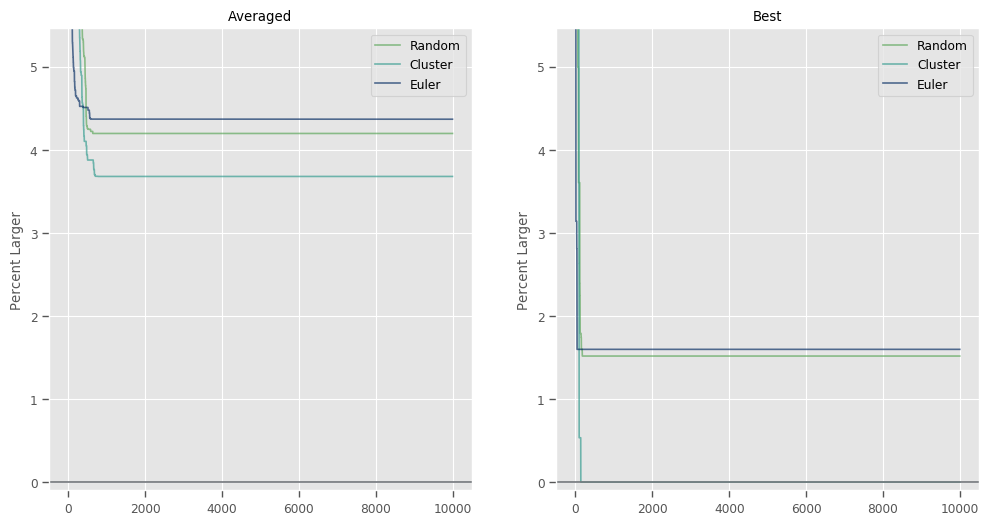 Averaged
Percent Larger
5
4
3
2
1
0
0 2000 4000 6000 8000 10000
Random
Cluster
Euler
Best
Percent Larger
5
4
3
2
1
0
0 2000 4000 6000 8000 10000
Random
Cluster
Euler